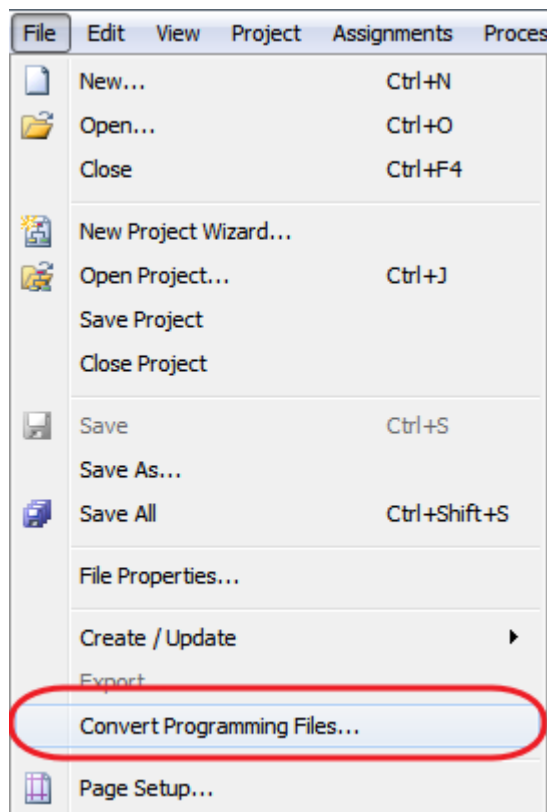 File Edit View Project Assignments Proces
New... Ctrl+N
Open... Ctrl+O
Close Ctrl+F4
New Project Wizard...
Open Project... Ctrl+J
Save Project
Close Project
Save Ctrl+S
Save As...
Save All Ctrl+Shift+S
File Properties...
Create / Update
Export...
Convert Programming Files...
Page Setup...